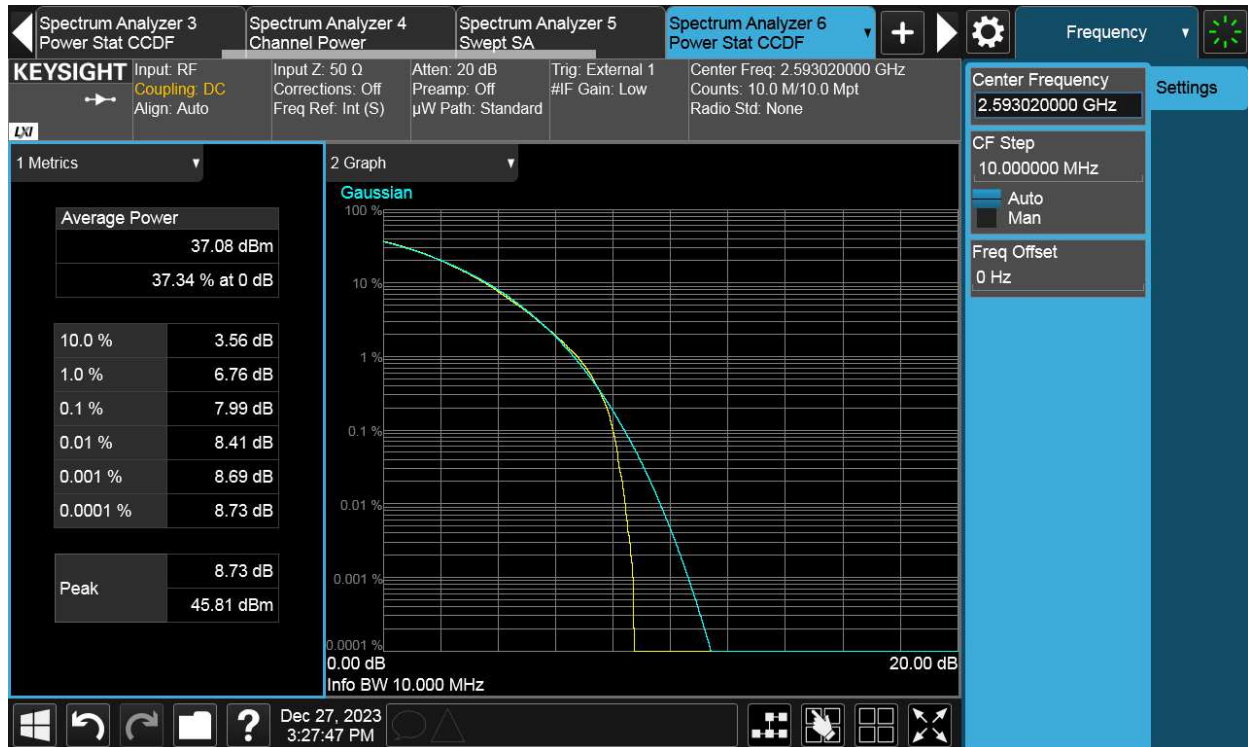 Spectrum Analyzer 3
Power Stat CCDF
Spectrum Analyzer 4
Channel Power
Spectrum Analyzer 5
Swept SA
Spectrum Analyzer 6
Power Stat CCDF
+
Frequency
KEYSIGHT
LXI
Input: RF
Coupling: DC
Align: Auto
Input Z: 50 Ω
Corrections: Off
Freq Ref: Int (S)
Atten: 20 dB
Preamp: Off
µW Path: Standard
Trig: External 1
#IF Gain: Low
Center Freq: 2.593020000 GHz
Counts: 10.0 M/10.0 Mpt
Radio Std: None
Center Frequency
2.593020000 GHz
Settings
CF Step
10.000000 MHz
Auto
Man
Freq Offset
0 Hz
1 Metrics
Average Power
37.08 dBm
37.34 % at 0 dB
10.0 % 3.56 dB
1.0 % 6.76 dB
0.1 % 7.99 dB
0.01 % 8.41 dB
0.001 % 8.69 dB
0.0001 % 8.73 dB
Peak
8.73 dB
45.81 dBm
2 Graph
Gaussian
100 %
10 %
1 %
0.1 %
0.01 %
0.001 %
0.0001 %
0.00 dB 20.00 dB
Info BW 10.000 MHz
?
Dec 27, 2023
3:27:47 PM